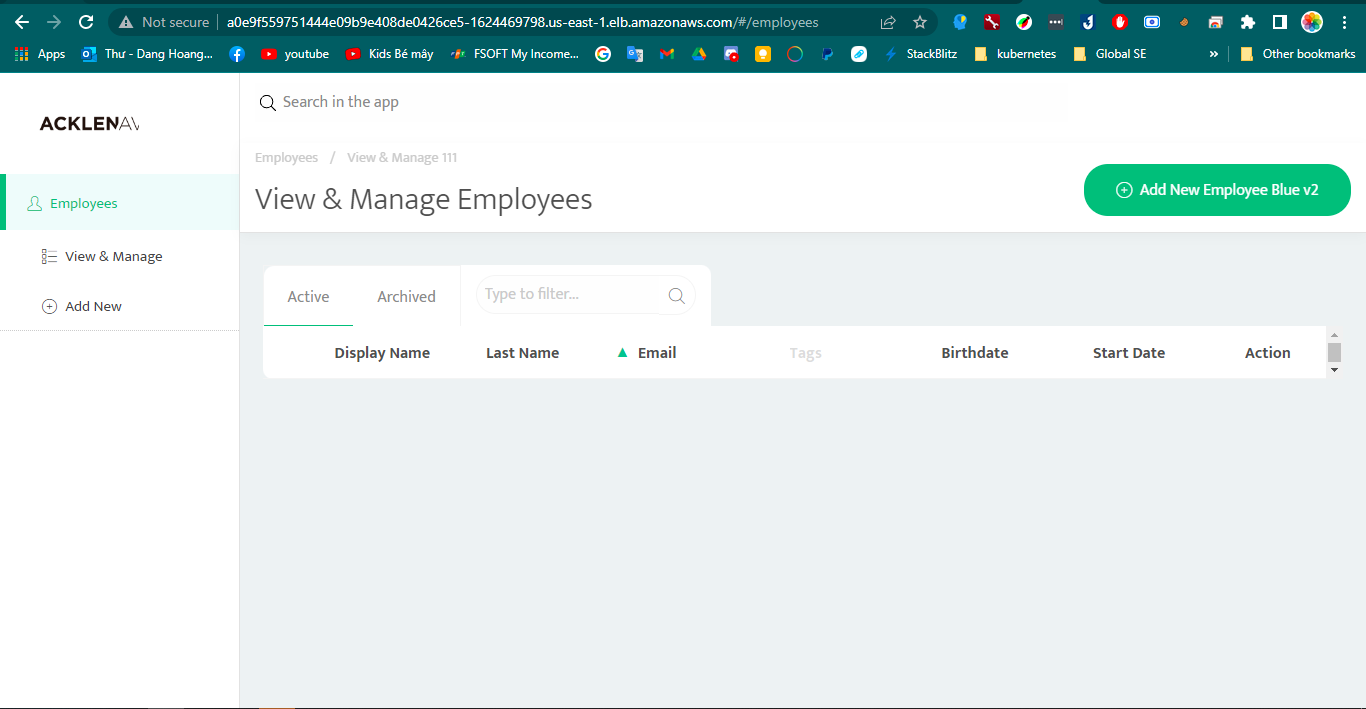 Not secure a0e9f559751444e09b9e408de0426ce5-1624469798.us-east-1.elb.amazonaws.com/#/employees
Apps Thư - Dang Hoang... youtube Kids Bé mây FSOFT My Income... StackBlitz kubernetes Global SE » Other bookmarks
ACKLENAV
Search in the app
Employees / View & Manage 111
View & Manage Employees
Add New Employee Blue v2
Employees
View & Manage
Add New
Active Archived Type to filter...
Display Name Last Name Email Tags Birthdate Start Date Action